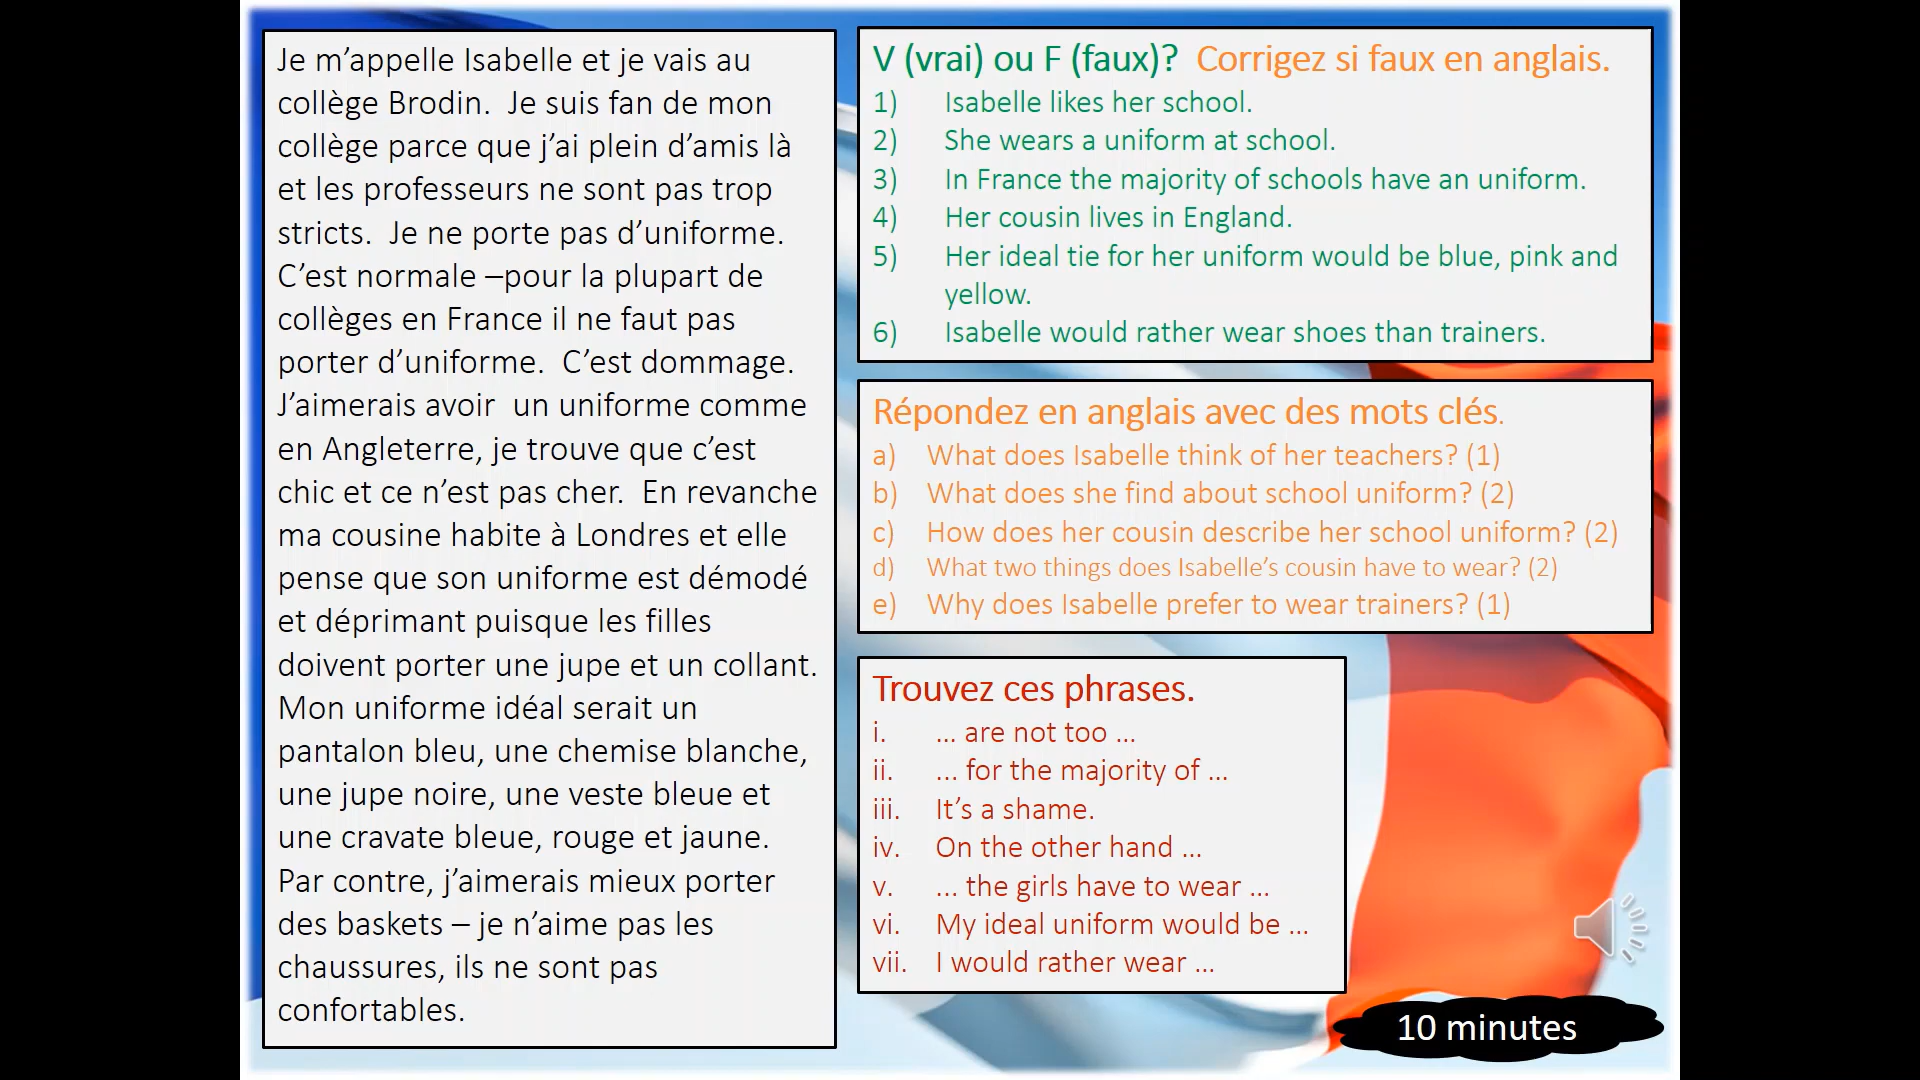 Je m’appelle Isabelle et je vais au
collège Brodin.  Je suis fan de mon
collège parce que j’ai plein d’amis là
et les professeurs ne sont pas trop
stricts.  Je ne porte pas d’uniforme.
C’est normale –pour la plupart de
collèges en France il ne faut pas
porter d’uniforme.  C’est dommage.
J’aimerais avoir  un uniforme comme
en Angleterre, je trouve que c’est
chic et ce n’est pas cher.  En revanche
ma cousine habite à Londres et elle
pense que son uniforme est démodé
et déprimant puisque les filles
doivent porter une jupe et un collant.
Mon uniforme idéal serait un
pantalon bleu, une chemise blanche,
une jupe noire, une veste bleue et
une cravate bleue, rouge et jaune.
Par contre, j’aimerais mieux porter
des baskets – je n’aime pas les
chaussures, ils ne sont pas
confortables.
V (vrai) ou F (faux)?  Corrigez si faux en anglais.
1) Isabelle likes her school.
2) She wears a uniform at school.
3) In France the majority of schools have an uniform.
4) Her cousin lives in England.
5) Her ideal tie for her uniform would be blue, pink and
yellow.
6) Isabelle would rather wear shoes than trainers.
Répondez en anglais avec des mots clés.
a) What does Isabelle think of her teachers? (1)
b) What does she find about school uniform? (2)
c) How does her cousin describe her school uniform? (2)
d) What two things does Isabelle’s cousin have to wear? (2)
e) Why does Isabelle prefer to wear trainers? (1)
Trouvez ces phrases.
i. ... are not too ...
ii. ... for the majority of ...
iii. It’s a shame.
iv. On the other hand ...
v. ... the girls have to wear ...
vi. My ideal uniform would be ...
vii. I would rather wear ...
10 minutes